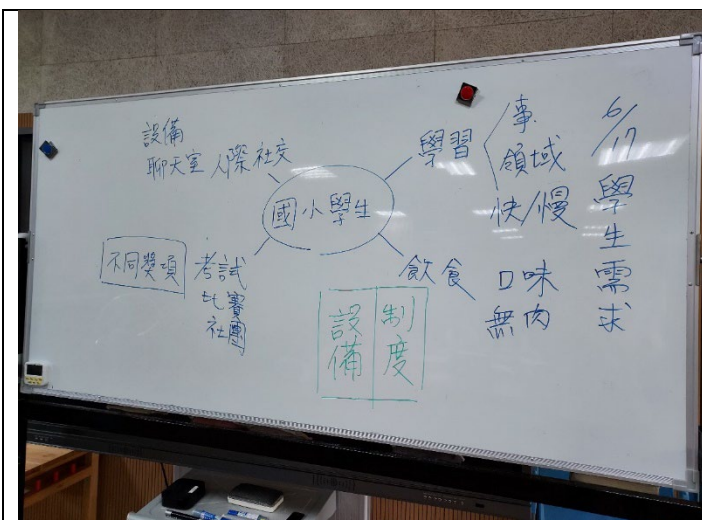 6/17 學生需求
國小學生
學習
事
領域
快/慢
飲食
口味
無肉
設備
聊天室 人際社交
不同獎項
考試
比賽
社團
設備
制度